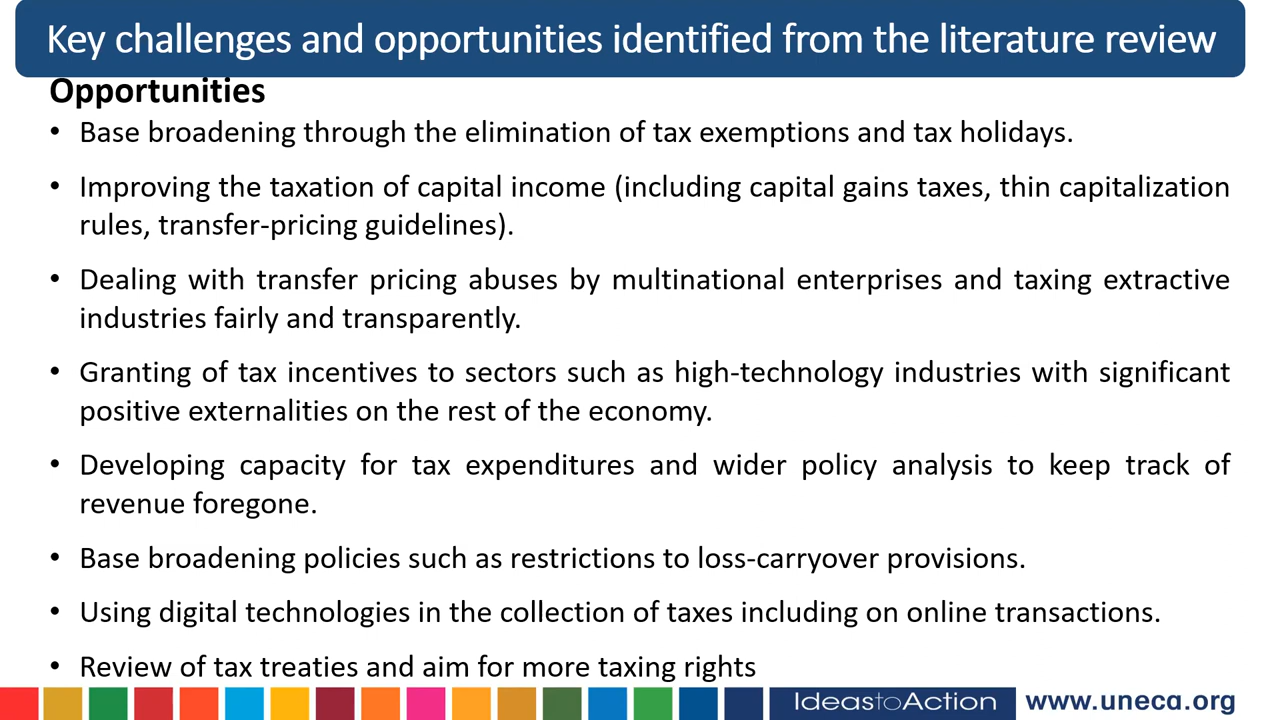 Key challenges and opportunities identified from the literature review
Opportunities
• Base broadening through the elimination of tax exemptions and tax holidays.
• Improving the taxation of capital income (including capital gains taxes, thin capitalization
rules, transfer-pricing guidelines).
• Dealing with transfer pricing abuses by multinational enterprises and taxing extractive
industries fairly and transparently.
• Granting of tax incentives to sectors such as high-technology industries with significant
positive externalities on the rest of the economy.
• Developing capacity for tax expenditures and wider policy analysis to keep track of
revenue foregone.
• Base broadening policies such as restrictions to loss-carryover provisions.
• Using digital technologies in the collection of taxes including on online transactions.
• Review of tax treaties and aim for more taxing rights
IdeastoAction www.uneca.org